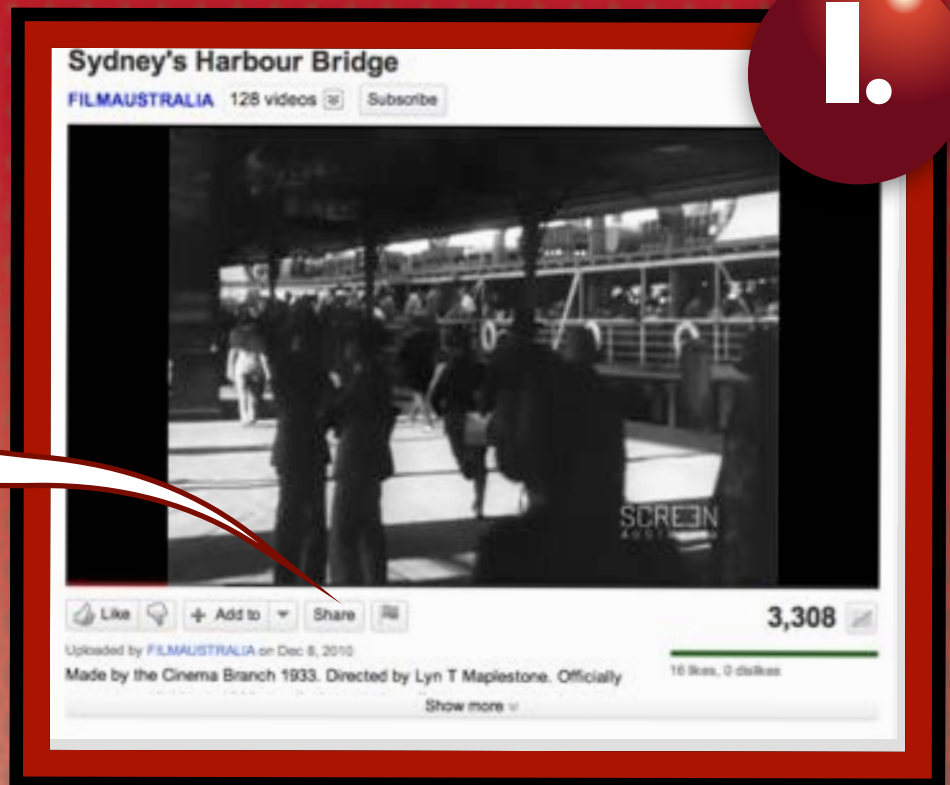 I.
Sydney's Harbour Bridge
FILMAUSTRALIA 128 videos Subscribe
SCREEN
AUSTRALIA
Like Add to Share 3,308
Uploaded by FILMAUSTRALIA on Dec 8, 2010
16 likes, 0 dislikes
Made by the Cinema Branch 1933. Directed by Lyn T Maplestone. Officially
Show more